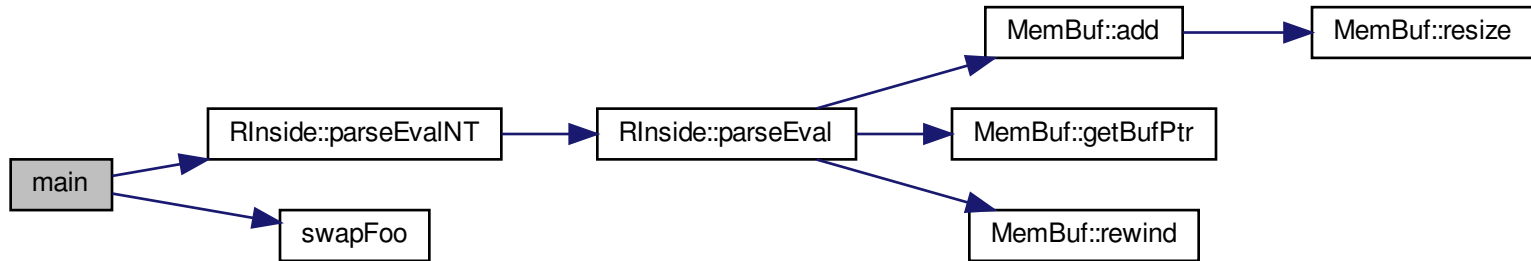 MemBuf::add
MemBuf::resize
RInside::parseEvalNT
RInside::parseEval
MemBuf::getBufPtr
main
swapFoo
MemBuf::rewind